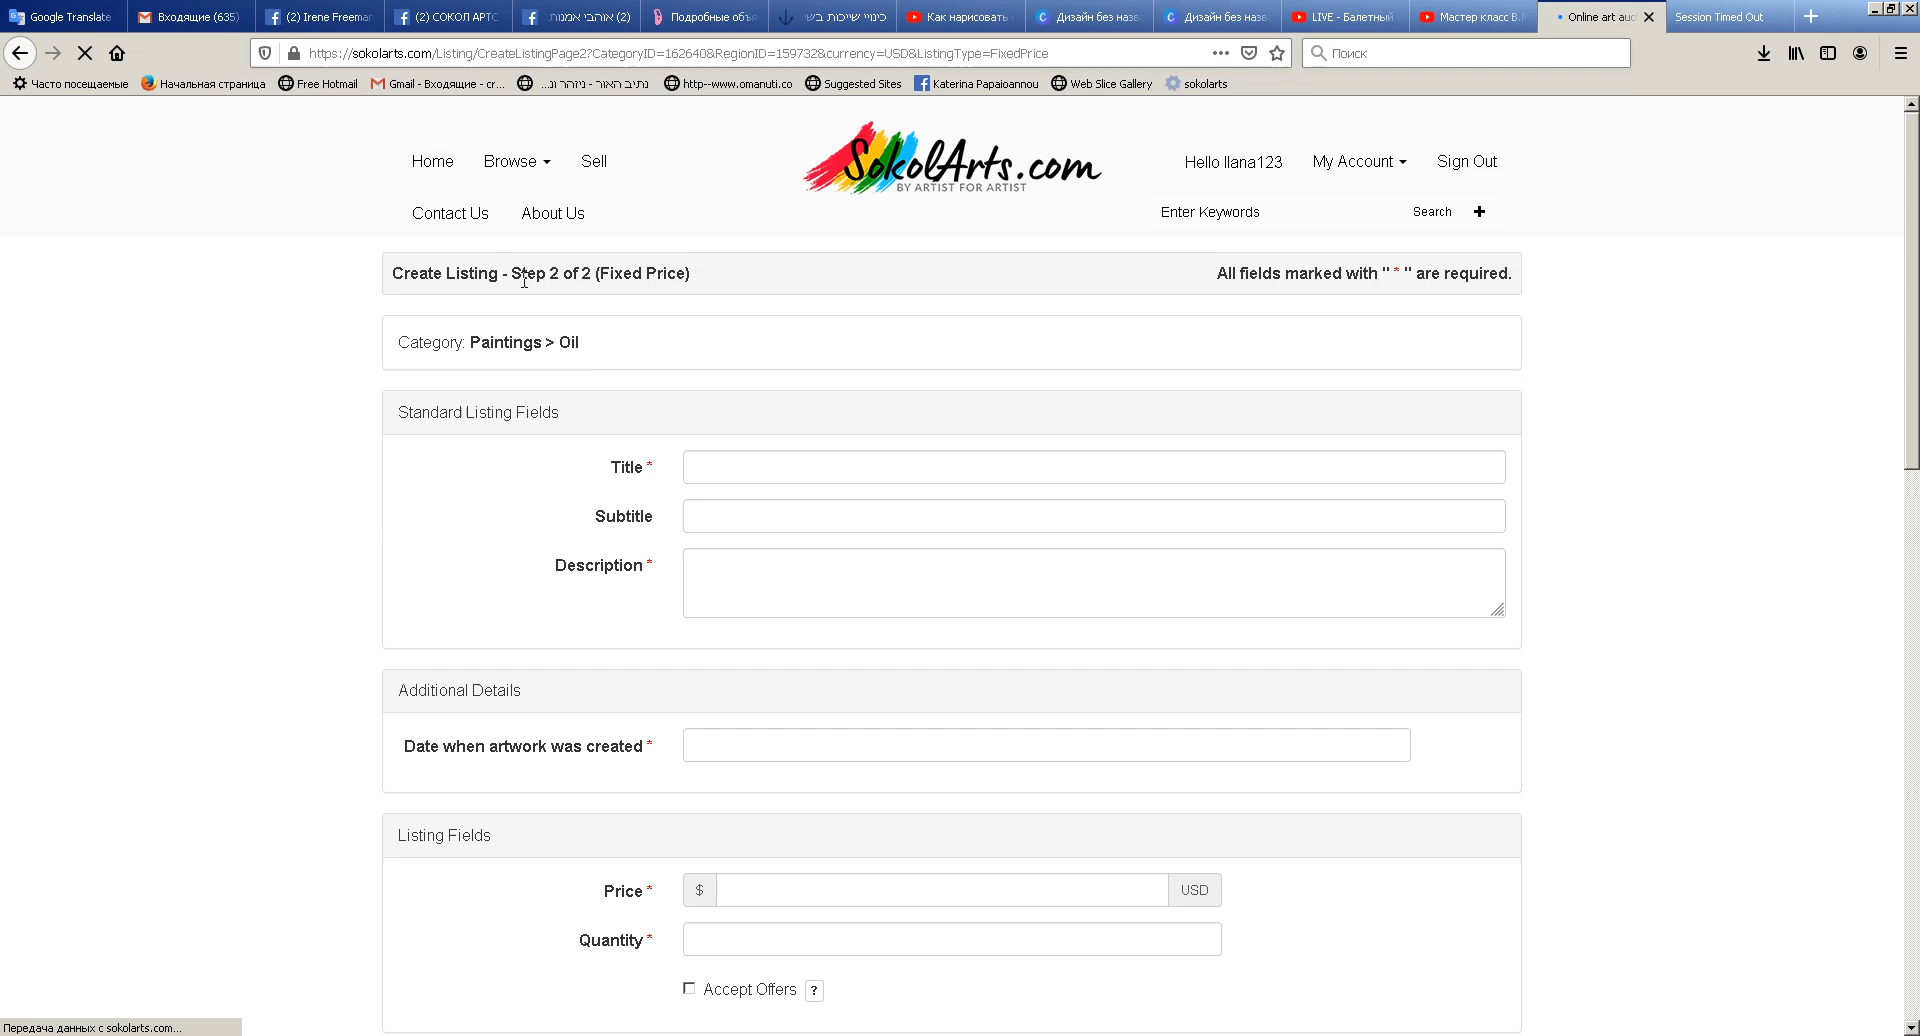 Google Translate
Входящие (635)
(2) Irene Freeman
(2) СОКОЛ АРТС
אוהבי אמנות (2)
Подробные объя
כינויי שייכות בשי
Как нарисовать
Дизайн без назва
Дизайн без назва
LIVE - Балетный
Мастер класс В.
Online art auc
Session Timed Out
https://sokolarts.com/Listing/CreateListingPage2?CategoryID=162640&RegionID=159732&currency=USD&ListingType=FixedPrice
Поиск
Часто посещаемые
Начальная страница
Free Hotmail
Gmail - Входящие - cr...
נתיב האור - ניזהר ונ...
http--www.omanuti.co
Suggested Sites
Katerina Papaioannou
Web Slice Gallery
sokolarts
Home Browse Sell
SokolArts.com
BY ARTIST FOR ARTIST
Hello Ilana123 My Account Sign Out
Contact Us About Us
Enter Keywords Search
Create Listing - Step 2 of 2 (Fixed Price)
All fields marked with " * " are required.
Category: Paintings > Oil
Standard Listing Fields
Title *
Subtitle
Description *
Additional Details
Date when artwork was created *
Listing Fields
Price * $ USD
Quantity *
Accept Offers ?
Передача данных с sokolarts.com...